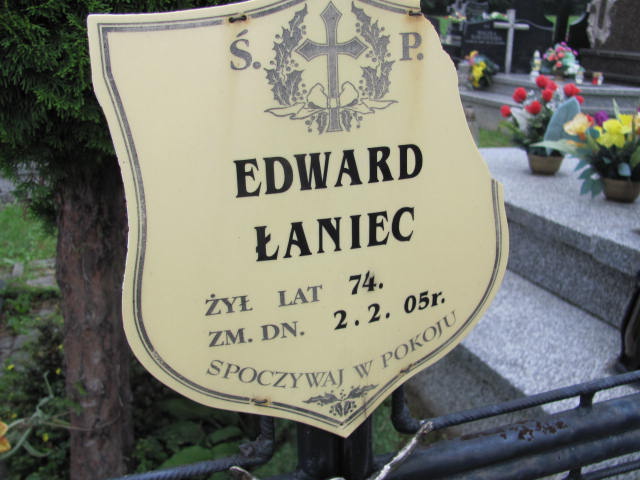 Ś. P.
EDWARD
ŁANIEC
ŻYŁ LAT 74.
ZM. DN. 2.2. 05r.
SPOCZYWAJ W POKOJU